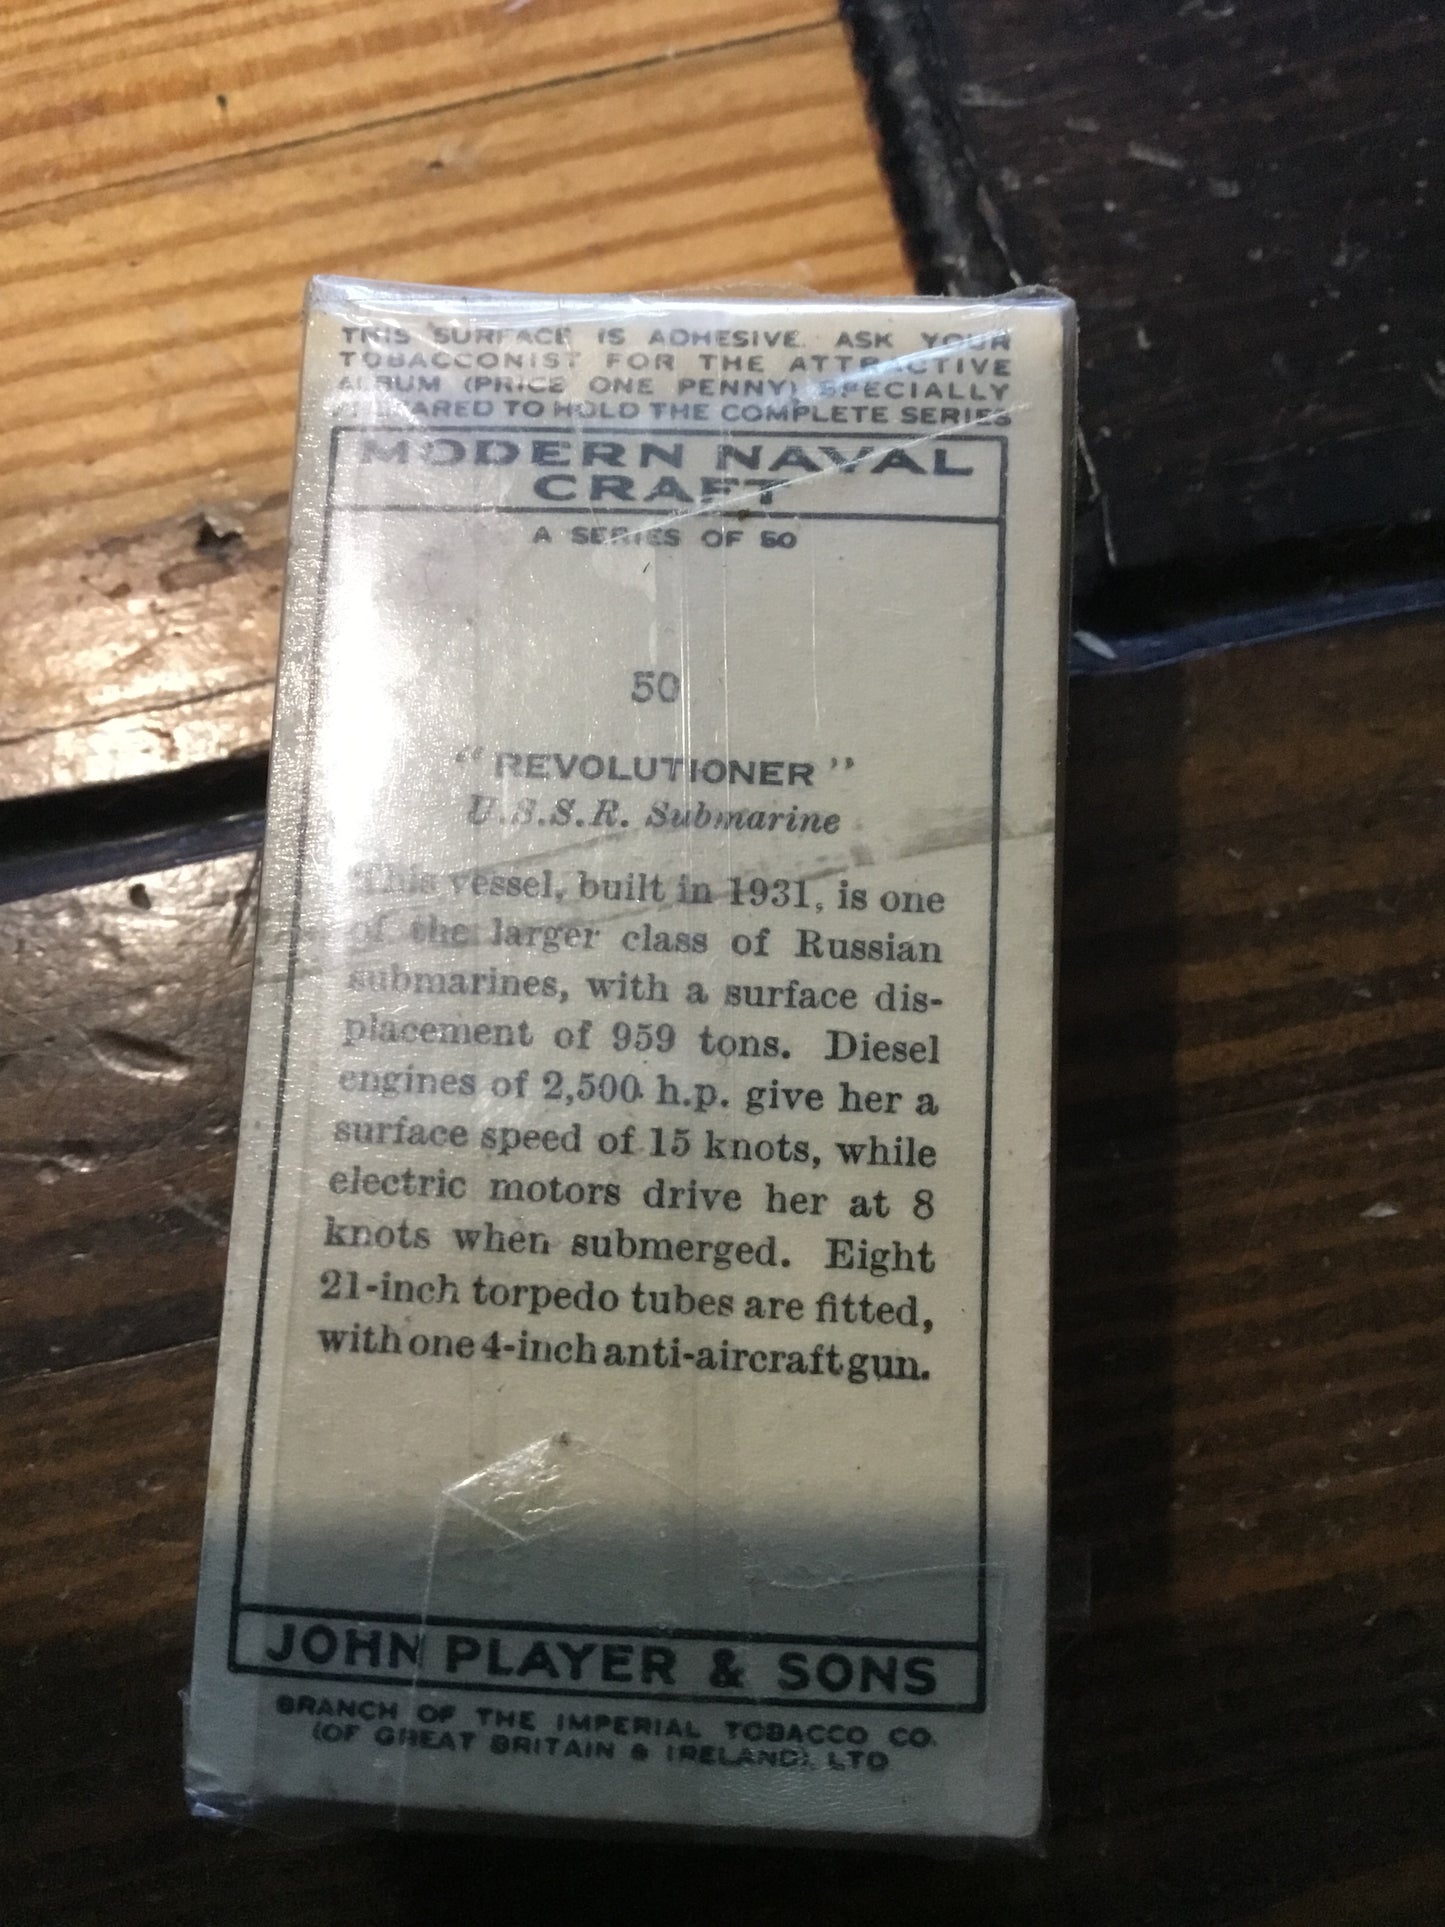 THIS SURFACE IS ADHESIVE. ASK YOUR
TOBACCONIST FOR THE ATTRACTIVE
ALBUM (PRICE ONE PENNY) SPECIALLY
PREPARED TO HOLD THE COMPLETE SERIES
MODERN NAVAL
CRAFT
A SERIES OF 50
50
“REVOLUTIONER”
U.S.S.R. Submarine
This vessel, built in 1931, is one
of the larger class of Russian
submarines, with a surface dis-
placement of 959 tons. Diesel
engines of 2,500 h.p. give her a
surface speed of 15 knots, while
electric motors drive her at 8
knots when submerged. Eight
21-inch torpedo tubes are fitted,
with one 4-inch anti-aircraft gun.
JOHN PLAYER & SONS
BRANCH OF THE IMPERIAL TOBACCO CO.
(OF GREAT BRITAIN & IRELAND), LTD